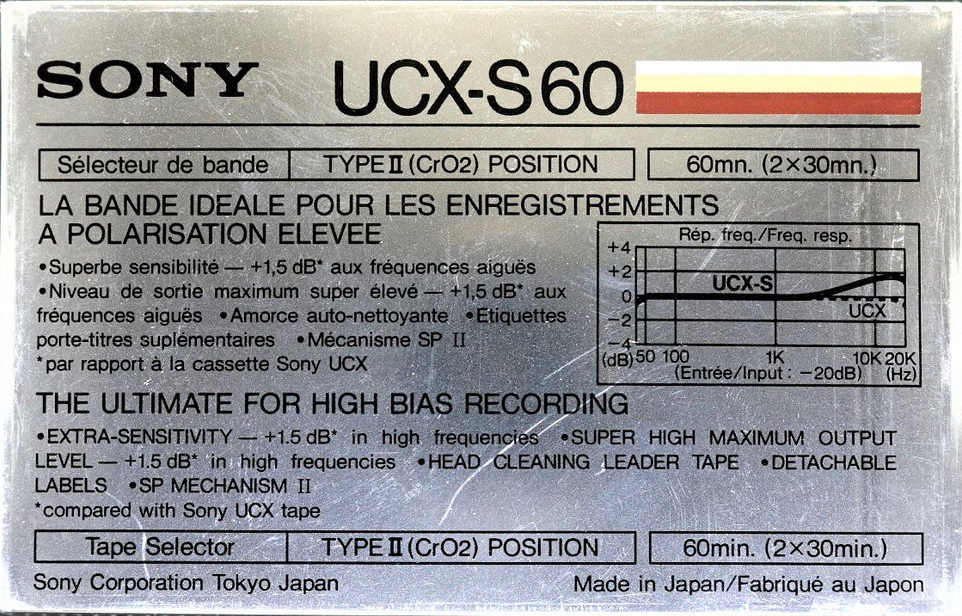 SONY UCX-S 60
Sélecteur de bande TYPE II (CrO2) POSITION 60mn. (2×30mn.)
LA BANDE IDEALE POUR LES ENREGISTREMENTS
A POLARISATION ELEVEE
•Superbe sensibilité — +1,5 dB* aux fréquences aiguës
•Niveau de sortie maximum super élevé — +1,5 dB* aux
fréquences aiguës •Amorce auto-nettoyante •Etiquettes
porte-titres suplémentaires •Mécanisme SP II
*par rapport à la cassette Sony UCX
Rép. freq./Freq. resp.
+4
+2
0
−2
−4
UCX-S
UCX
(dB) 50 100 1K 10K 20K
(Entrée/Input : −20dB) (Hz)
THE ULTIMATE FOR HIGH BIAS RECORDING
•EXTRA-SENSITIVITY — +1.5 dB* in high frequencies •SUPER HIGH MAXIMUM OUTPUT
LEVEL — +1.5 dB* in high frequencies •HEAD CLEANING LEADER TAPE •DETACHABLE
LABELS •SP MECHANISM II
*compared with Sony UCX tape
Tape Selector TYPE II (CrO2) POSITION 60min. (2×30min.)
Sony Corporation Tokyo Japan Made in Japan/Fabriqué au Japon